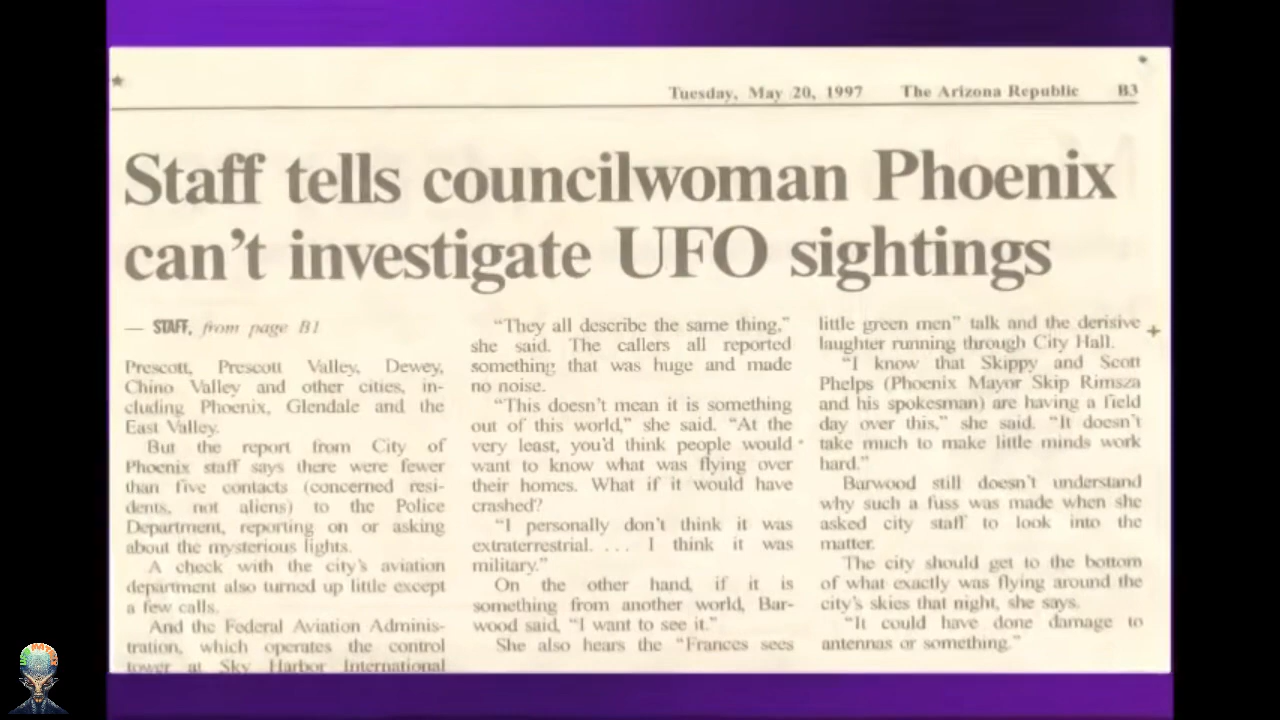 Tuesday, May 20, 1997 The Arizona Republic B3
Staff tells councilwoman Phoenix
can't investigate UFO sightings
— STAFF, from page B1
Prescott, Prescott Valley, Dewey,
Chino Valley and other cities, in-
cluding Phoenix, Glendale and the
East Valley.
But the report from City of
Phoenix staff says there were fewer
than five contacts (concerned resi-
dents, not aliens) to the Police
Department, reporting on or asking
about the mysterious lights.
A check with the city's aviation
department also turned up little except
a few calls.
And the Federal Aviation Adminis-
tration, which operates the control
tower at Sky Harbor International
"They all describe the same thing,"
she said. The callers all reported
something that was huge and made
no noise.
"This doesn't mean it is something
out of this world," she said. "At the
very least, you'd think people would
want to know what was flying over
their homes. What if it would have
crashed?
"I personally don't think it was
extraterrestrial. . . . I think it was
military."
On the other hand, if it is
something from another world, Bar-
wood said, "I want to see it."
She also hears the "Frances sees
little green men" talk and the derisive
laughter running through City Hall.
"I know that Skippy and Scott
Phelps (Phoenix Mayor Skip Rimsza
and his spokesman) are having a field
day over this," she said. "It doesn't
take much to make little minds work
hard."
Barwood still doesn't understand
why such a fuss was made when she
asked city staff to look into the
matter.
The city should get to the bottom
of what exactly was flying around the
city's skies that night, she says.
"It could have done damage to
antennas or something."